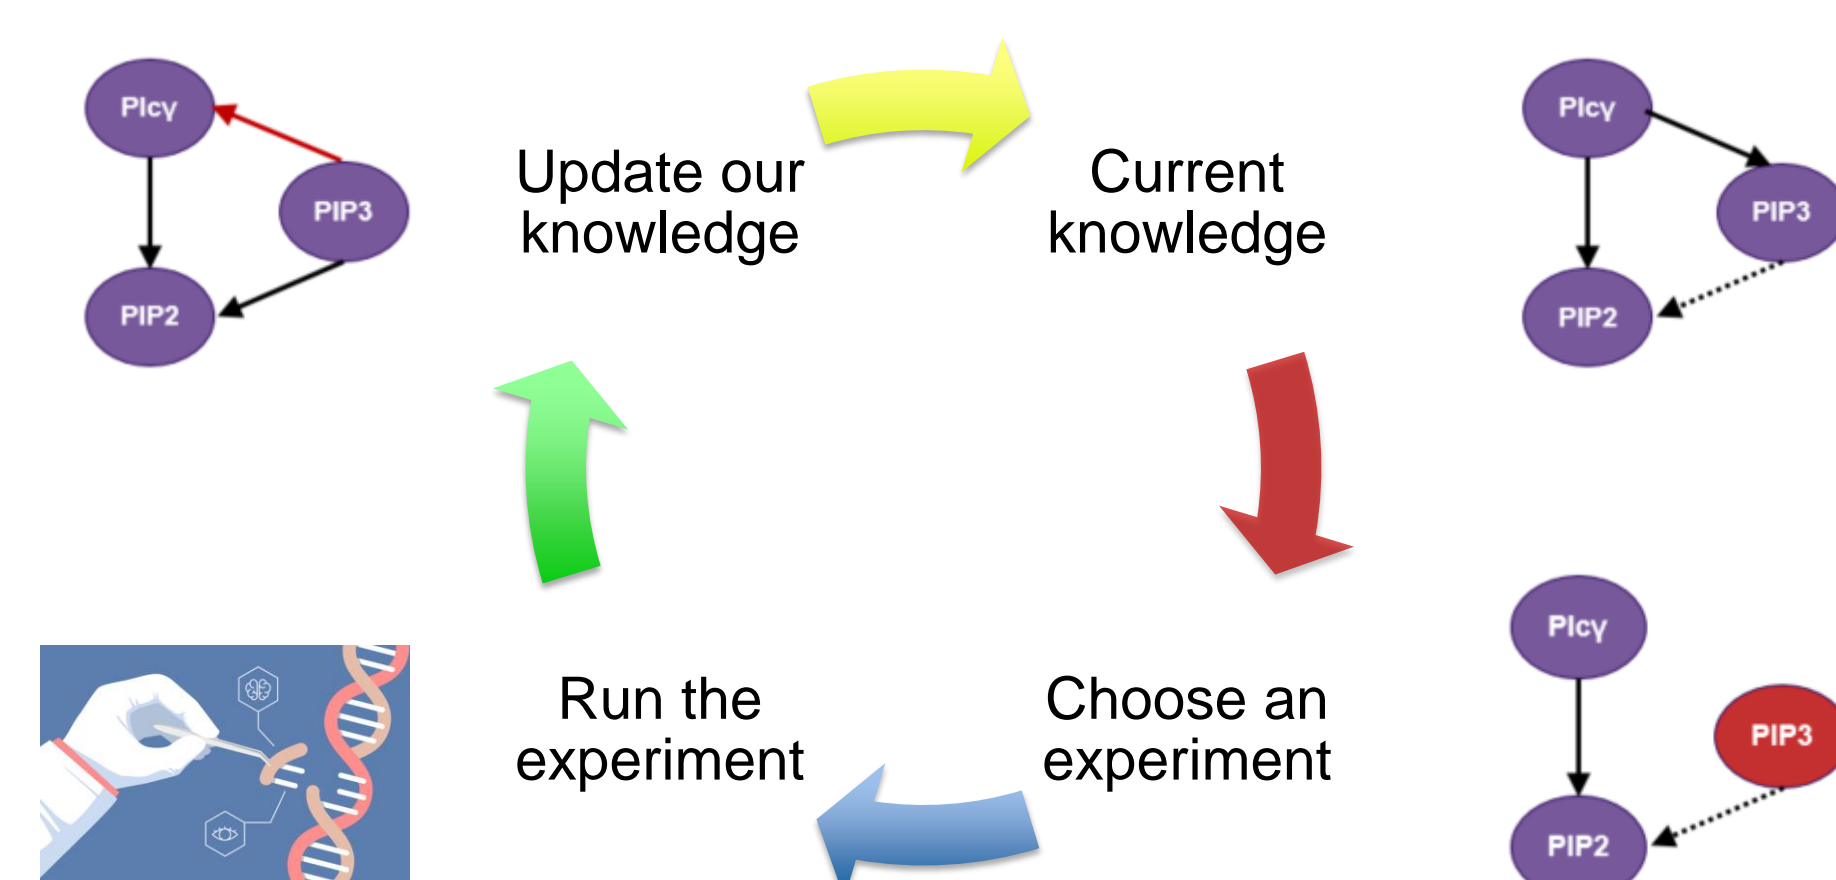 Plcγ
PIP3
PIP2
Update our
knowledge
Current
knowledge
Plcγ
PIP3
PIP2
Run the
experiment
Choose an
experiment
Plcγ
PIP3
PIP2